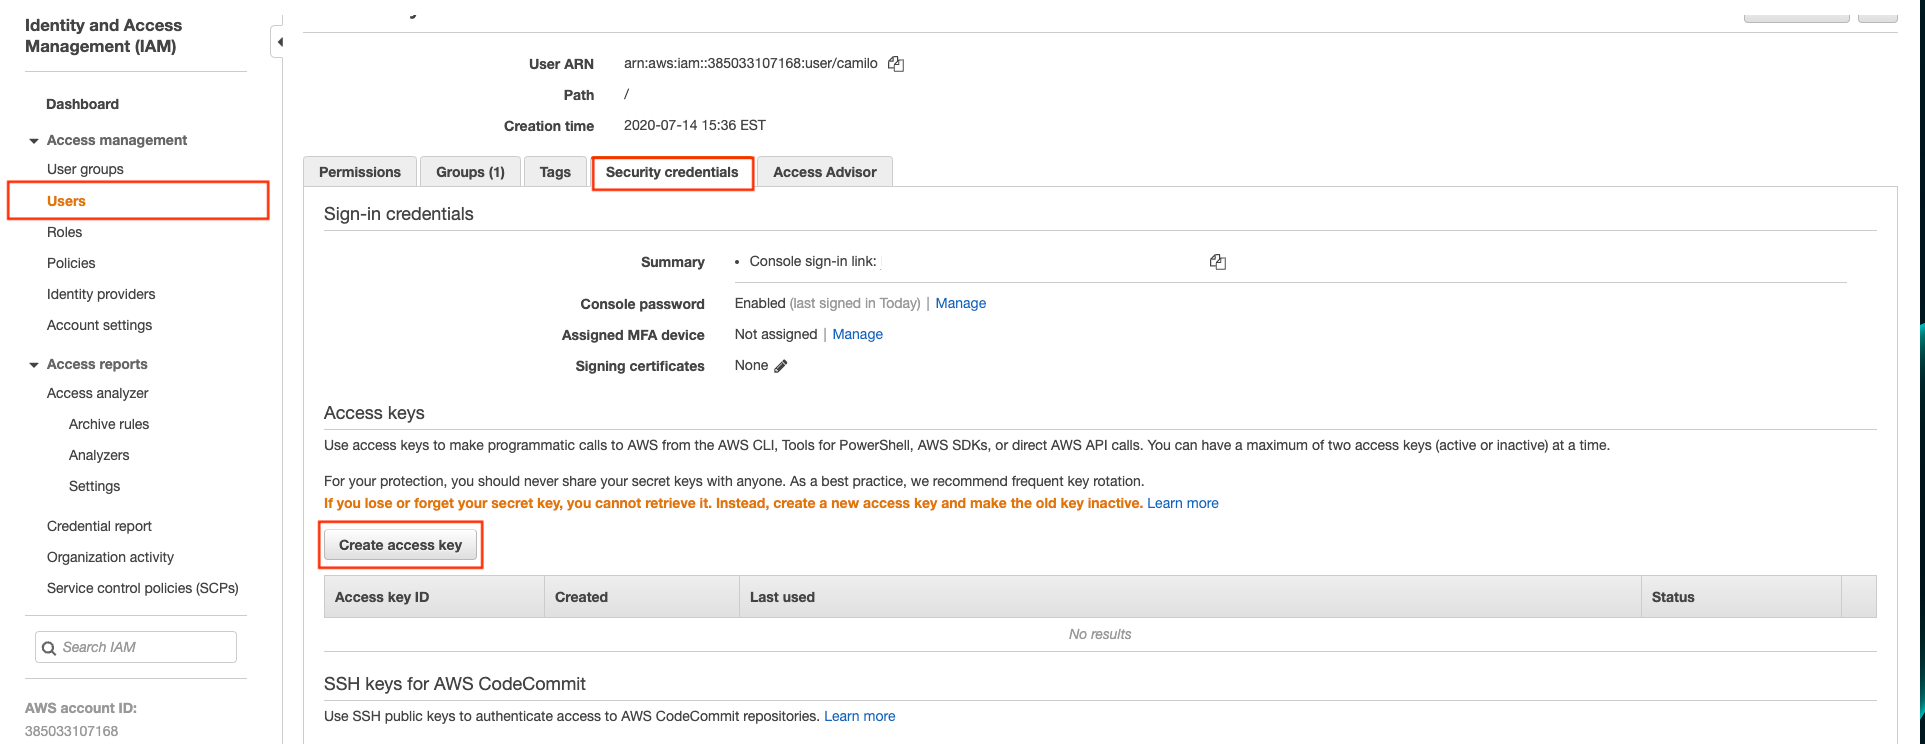 Identity and Access
Management (IAM)
Dashboard
Access management
User groups
Users
Roles
Policies
Identity providers
Account settings
Access reports
Access analyzer
Archive rules
Analyzers
Settings
Credential report
Organization activity
Service control policies (SCPs)
Search IAM
AWS account ID:
385033107168
User ARN arn:aws:iam::385033107168:user/camilo
Path /
Creation time 2020-07-14 15:36 EST
Permissions Groups (1) Tags Security credentials Access Advisor
Sign-in credentials
Summary • Console sign-in link:
Console password Enabled (last signed in Today) | Manage
Assigned MFA device Not assigned | Manage
Signing certificates None
Access keys
Use access keys to make programmatic calls to AWS from the AWS CLI, Tools for PowerShell, AWS SDKs, or direct AWS API calls. You can have a maximum of two access keys (active or inactive) at a time.
For your protection, you should never share your secret keys with anyone. As a best practice, we recommend frequent key rotation.
If you lose or forget your secret key, you cannot retrieve it. Instead, create a new access key and make the old key inactive. Learn more
Create access key
Access key ID Created Last used Status
No results
SSH keys for AWS CodeCommit
Use SSH public keys to authenticate access to AWS CodeCommit repositories. Learn more